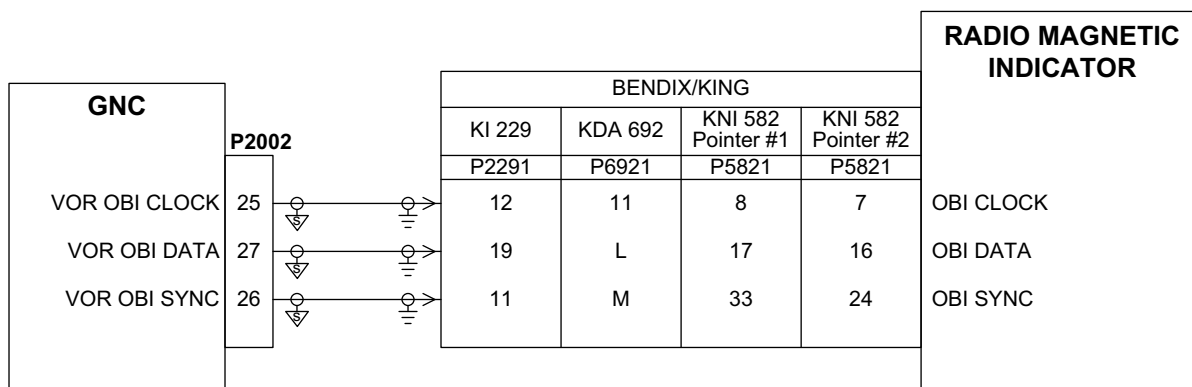 RADIO MAGNETIC
INDICATOR
BENDIX/KING
GNC
KI 229 KDA 692 KNI 582 Pointer #1 KNI 582 Pointer #2
P2002
P2291 P6921 P5821 P5821
VOR OBI CLOCK 25 S 12 11 8 7 OBI CLOCK
VOR OBI DATA 27 S 19 L 17 16 OBI DATA
VOR OBI SYNC 26 S 11 M 33 24 OBI SYNC